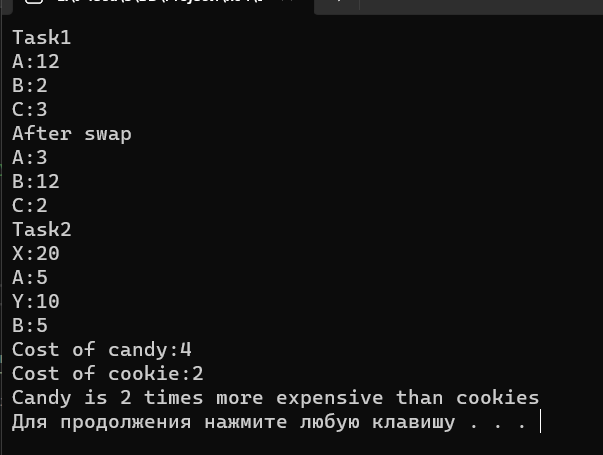 Task1
A:12
B:2
C:3
After swap
A:3
B:12
C:2
Task2
X:20
A:5
Y:10
B:5
Cost of candy:4
Cost of cookie:2
Candy is 2 times more expensive than cookies
Для продолжения нажмите любую клавишу . . .